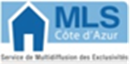 MLS
Côte d'Azur
Service de Multidiffusion des Exclusivités